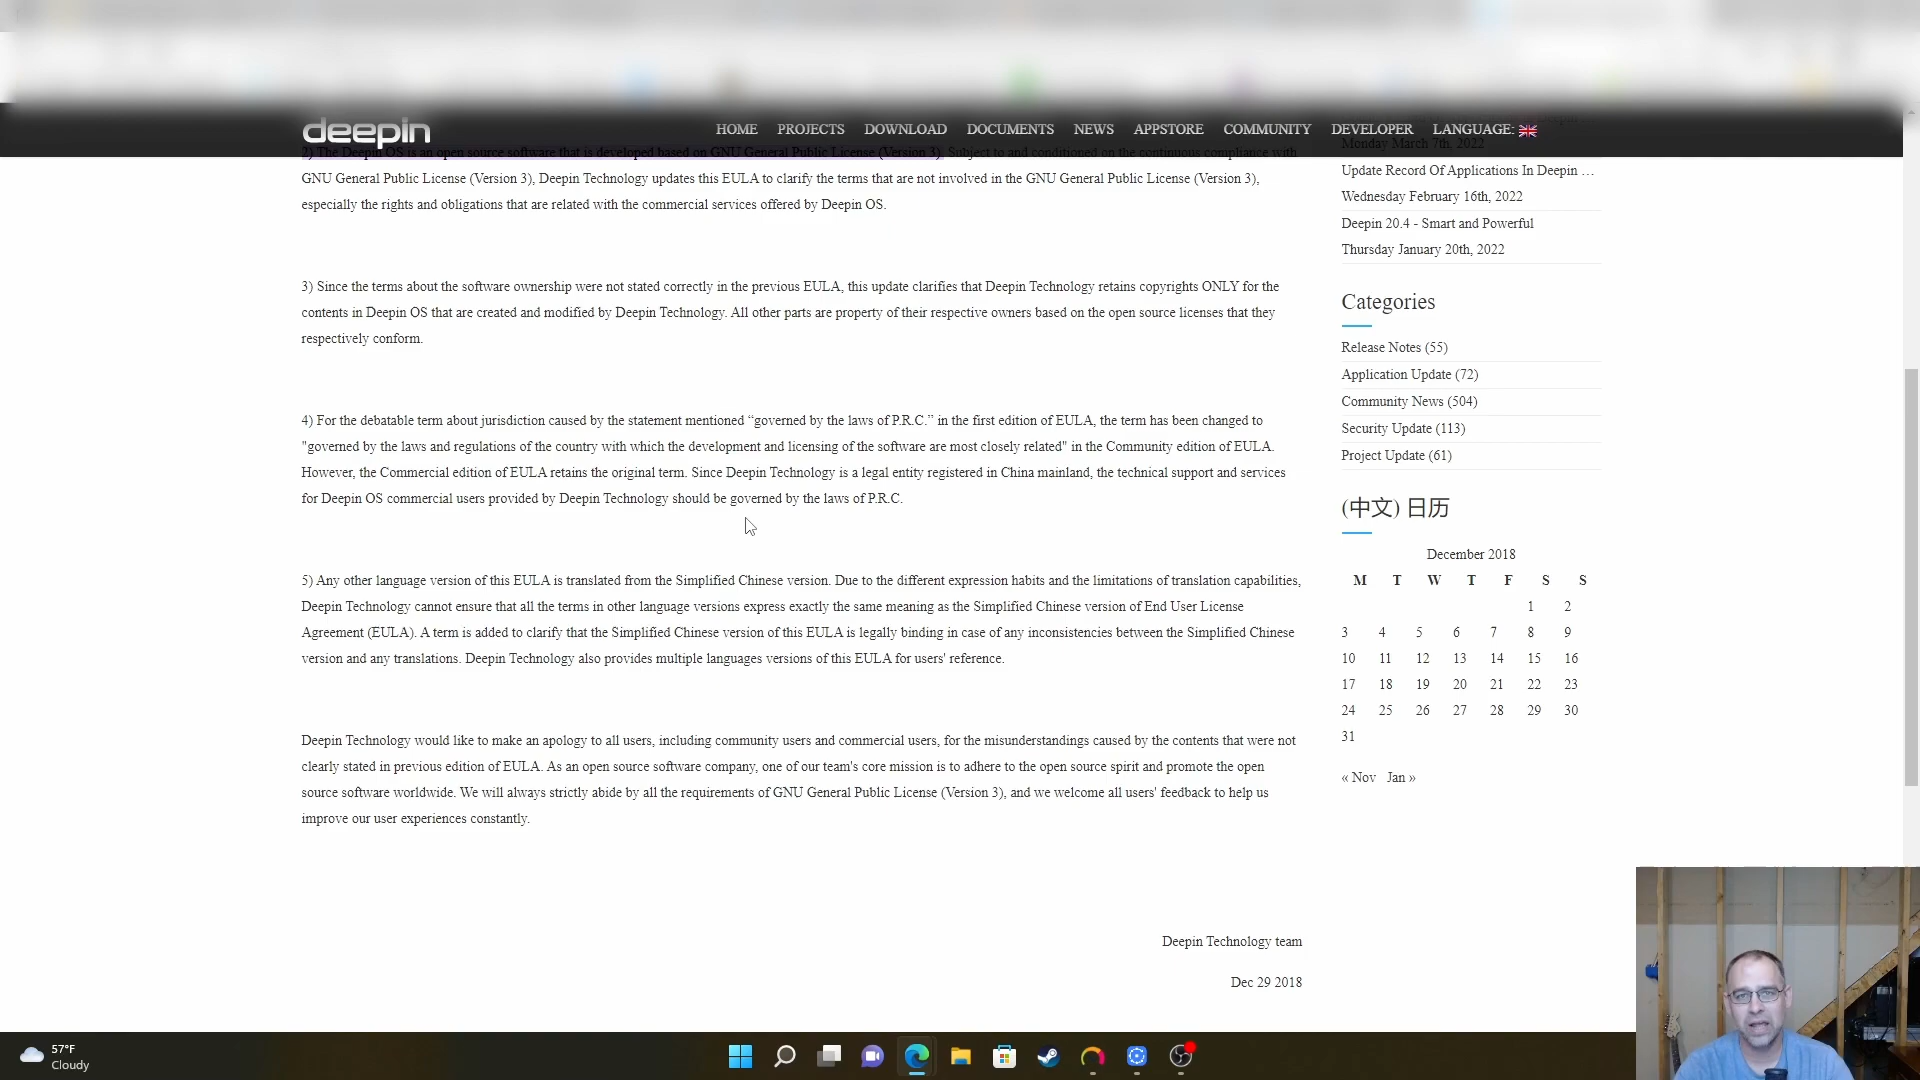 deepin
HOME PROJECTS DOWNLOAD DOCUMENTS NEWS APPSTORE COMMUNITY DEVELOPER LANGUAGE:
2) The Deepin OS is an open source software that is developed based on GNU General Public License (Version 3). Subject to and conditioned on the continuous compliance with
GNU General Public License (Version 3), Deepin Technology updates this EULA to clarify the terms that are not involved in the GNU General Public License (Version 3),
especially the rights and obligations that are related with the commercial services offered by Deepin OS.
3) Since the terms about the software ownership were not stated correctly in the previous EULA, this update clarifies that Deepin Technology retains copyrights ONLY for the
contents in Deepin OS that are created and modified by Deepin Technology. All other parts are property of their respective owners based on the open source licenses that they
respectively conform.
4) For the debatable term about jurisdiction caused by the statement mentioned “governed by the laws of P.R.C.” in the first edition of EULA, the term has been changed to
"governed by the laws and regulations of the country with which the development and licensing of the software are most closely related" in the Community edition of EULA.
However, the Commercial edition of EULA retains the original term. Since Deepin Technology is a legal entity registered in China mainland, the technical support and services
for Deepin OS commercial users provided by Deepin Technology should be governed by the laws of P.R.C.
5) Any other language version of this EULA is translated from the Simplified Chinese version. Due to the different expression habits and the limitations of translation capabilities,
Deepin Technology cannot ensure that all the terms in other language versions express exactly the same meaning as the Simplified Chinese version of End User License
Agreement (EULA). A term is added to clarify that the Simplified Chinese version of this EULA is legally binding in case of any inconsistencies between the Simplified Chinese
version and any translations. Deepin Technology also provides multiple languages versions of this EULA for users' reference.
Deepin Technology would like to make an apology to all users, including community users and commercial users, for the misunderstandings caused by the contents that were not
clearly stated in previous edition of EULA. As an open source software company, one of our team's core mission is to adhere to the open source spirit and promote the open
source software worldwide. We will always strictly abide by all the requirements of GNU General Public License (Version 3), and we welcome all users' feedback to help us
improve our user experiences constantly.
Deepin Technology team
Dec 29 2018
Monday March 7th, 2022
Update Record Of Applications In Deepin …
Wednesday February 16th, 2022
Deepin 20.4 - Smart and Powerful
Thursday January 20th, 2022
Categories
Release Notes (55)
Application Update (72)
Community News (504)
Security Update (113)
Project Update (61)
(中文) 日历
December 2018
M T W T F S S
1 2
3 4 5 6 7 8 9
10 11 12 13 14 15 16
17 18 19 20 21 22 23
24 25 26 27 28 29 30
31
« Nov Jan »
57°F
Cloudy